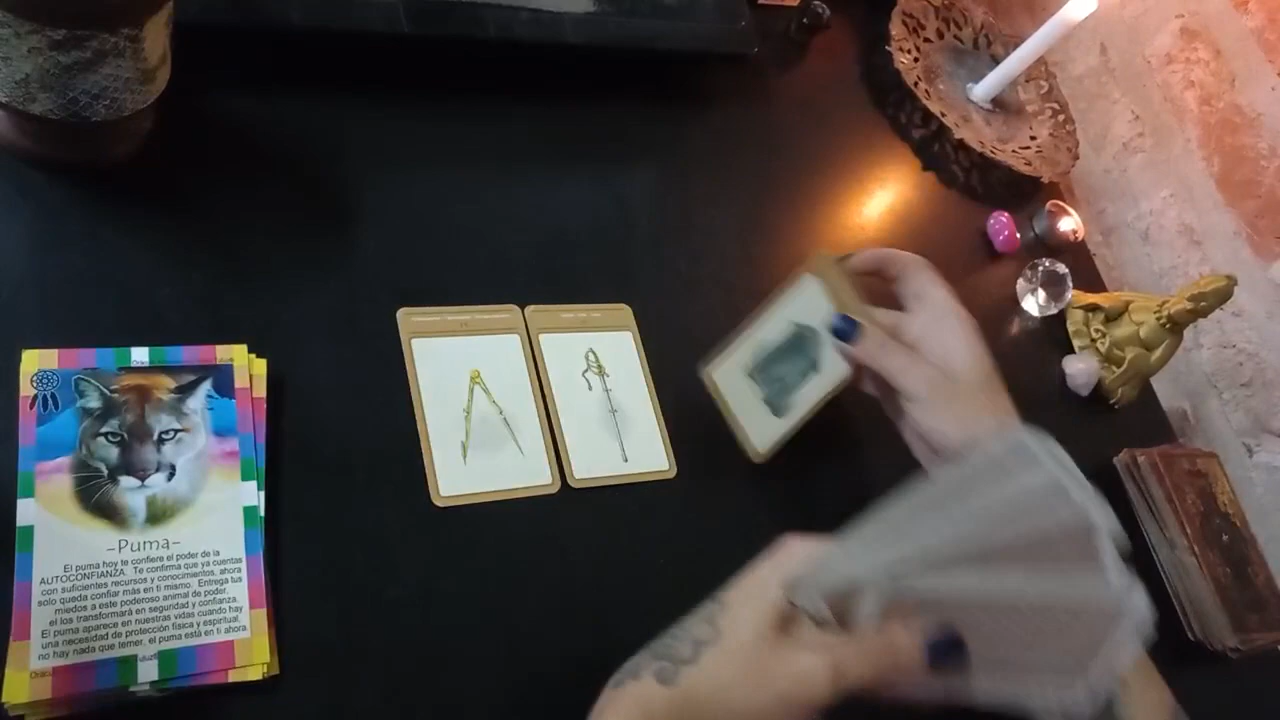 Orác
-Puma-
El puma hoy te confiere el poder de la
AUTOCONFIANZA. Te confirma que ya cuentas
con suficientes recursos y conocimientos, ahora
solo queda confiar más en ti mismo. Entrega tus
miedos a este poderoso animal de poder,
el los transformará en seguridad y confianza.
El puma aparece en nuestras vidas cuando hay
una necesidad de protección física y espiritual,
no hay nada que temer, el puma está en ti ahora.